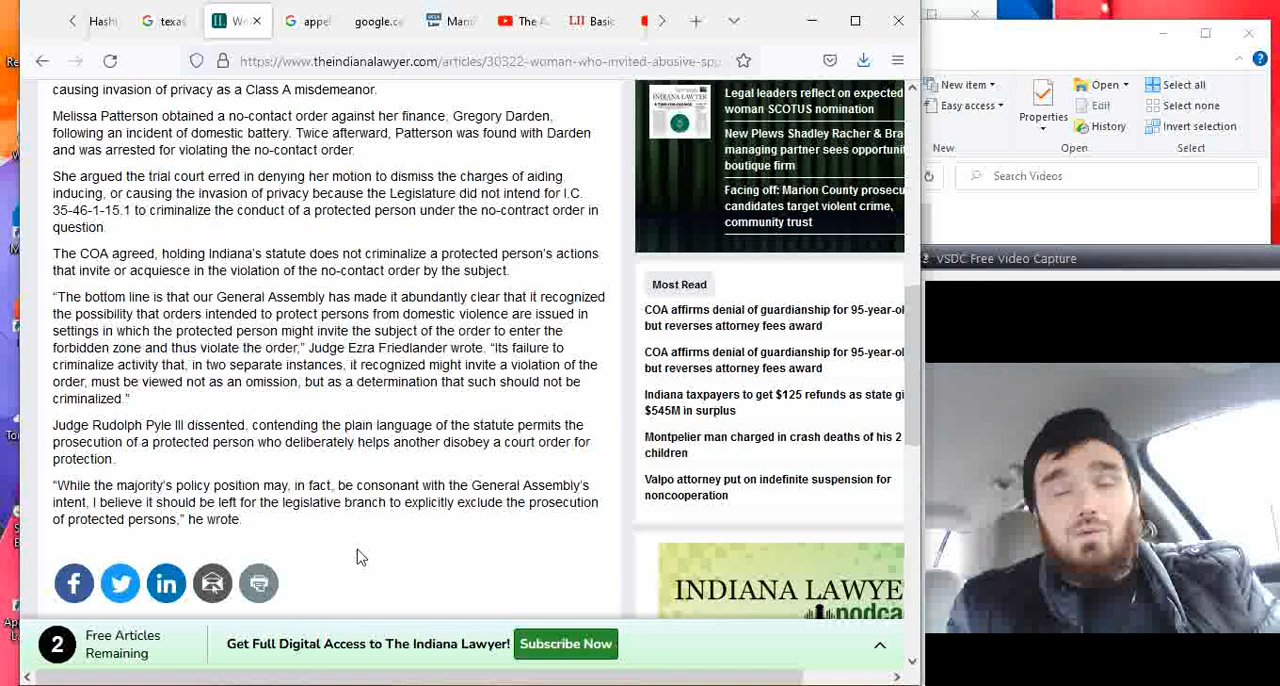 Hash
texas
We
appel
google.co
Mani
The A
LII Basic
https://www.theindianalawyer.com/articles/30322-woman-who-invited-abusive-spo
causing invasion of privacy as a Class A misdemeanor.
Melissa Patterson obtained a no-contact order against her finance, Gregory Darden,
following an incident of domestic battery. Twice afterward, Patterson was found with Darden
and was arrested for violating the no-contact order.
She argued the trial court erred in denying her motion to dismiss the charges of aiding
inducing, or causing the invasion of privacy because the Legislature did not intend for I.C.
35-46-1-15.1 to criminalize the conduct of a protected person under the no-contract order in
question.
The COA agreed, holding Indiana's statute does not criminalize a protected person's actions
that invite or acquiesce in the violation of the no-contact order by the subject.
“The bottom line is that our General Assembly has made it abundantly clear that it recognized
the possibility that orders intended to protect persons from domestic violence are issued in
settings in which the protected person might invite the subject of the order to enter the
forbidden zone and thus violate the order,” Judge Ezra Friedlander wrote. “Its failure to
criminalize activity that, in two separate instances, it recognized might invite a violation of the
order, must be viewed not as an omission, but as a determination that such should not be
criminalized.”
Judge Rudolph Pyle III dissented, contending the plain language of the statute permits the
prosecution of a protected person who deliberately helps another disobey a court order for
protection.
“While the majority's policy position may, in fact, be consonant with the General Assembly's
intent, I believe it should be left for the legislative branch to explicitly exclude the prosecution
of protected persons,” he wrote.
INDIANA LAWYER
Legal leaders reflect on expected
woman SCOTUS nomination
New Plews Shadley Racher & Bra
managing partner sees opportuni
boutique firm
Facing off: Marion County prosecu
candidates target violent crime,
community trust
Most Read
COA affirms denial of guardianship for 95-year-ol
but reverses attorney fees award
COA affirms denial of guardianship for 95-year-ol
but reverses attorney fees award
Indiana taxpayers to get $125 refunds as state gi
$545M in surplus
Montpelier man charged in crash deaths of his 2
children
Valpo attorney put on indefinite suspension for
noncooperation
INDIANA LAWYE
podca
2 Free Articles
Remaining
Get Full Digital Access to The Indiana Lawyer! Subscribe Now
New item
Easy access
New
Properties
Open
Edit
History
Open
Select all
Select none
Invert selection
Select
Search Videos
VSDC Free Video Capture